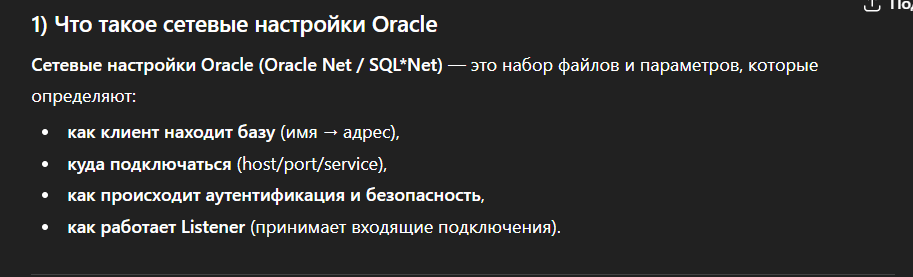 По
1) Что такое сетевые настройки Oracle
Сетевые настройки Oracle (Oracle Net / SQL*Net) — это набор файлов и параметров, которые
определяют:
• как клиент находит базу (имя → адрес),
• куда подключаться (host/port/service),
• как происходит аутентификация и безопасность,
• как работает Listener (принимает входящие подключения).